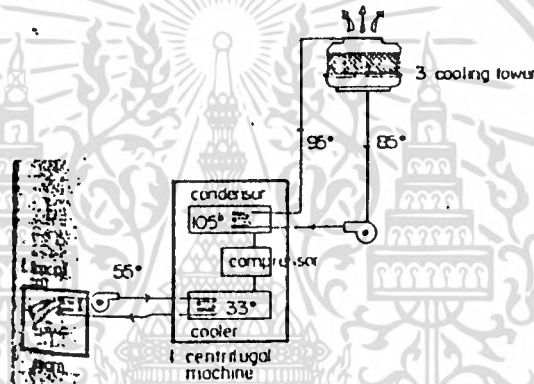 3 cooling tower
95° 85°
condensor
105°
compressor
55°
33°
cooler
1 centrifugal
machine